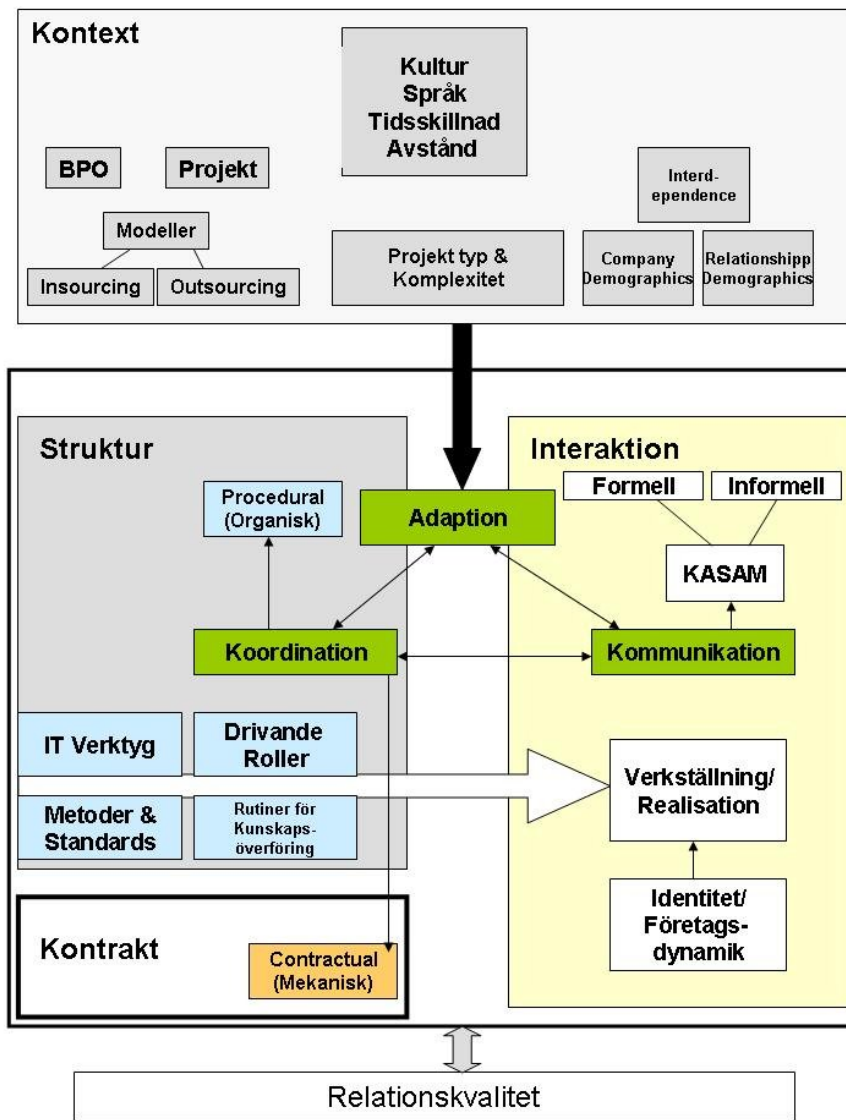 Kontext
Kultur
Språk
Tidsskillnad
Avstånd
BPO
Projekt
Modeller
Insourcing
Outsourcing
Projekt typ &
Komplexitet
Interd-
ependence
Company
Demographics
Relationshipp
Demographics
Struktur
Procedural
(Organisk)
Adaption
Koordination
IT Verktyg
Drivande
Roller
Metoder &
Standards
Rutiner för
Kunskaps-
överföring
Interaktion
Formell
Informell
KASAM
Kommunikation
Verkställning/
Realisation
Identitet/
Företags-
dynamik
Kontrakt
Contractual
(Mekanisk)
Relationskvalitet